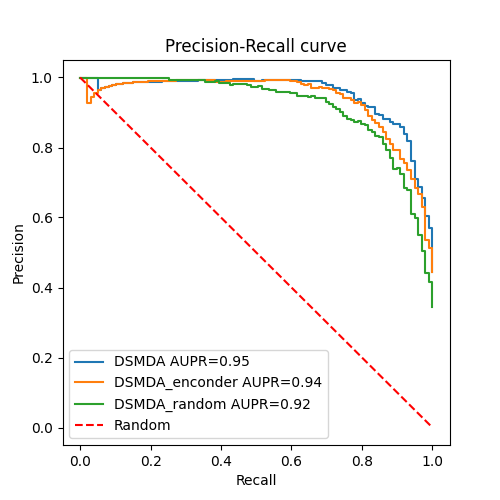 Precision-Recall curve
1.0
0.8
0.6
0.4
0.2
0.0
Precision
DSMDA AUPR=0.95
DSMDA_enconder AUPR=0.94
DSMDA_random AUPR=0.92
Random
0.0 0.2 0.4 0.6 0.8 1.0
Recall